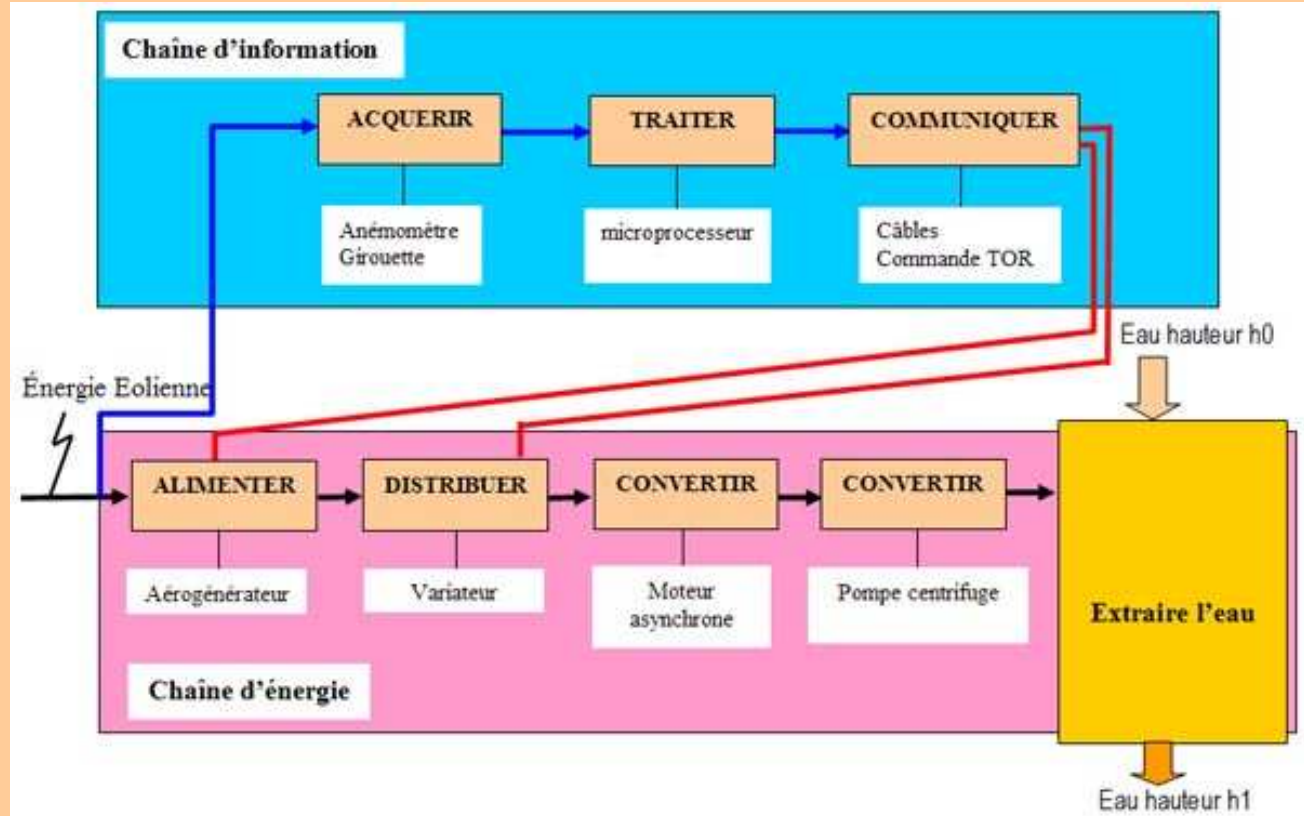 Chaîne d'information
ACQUERIR
TRAITER
COMMUNIQUER
Anémomètre
Girouette
microprocesseur
Câbles
Commande TOR
Eau hauteur h0
Énergie Eolienne
ALIMENTER
DISTRIBUER
CONVERTIR
CONVERTIR
Aérogénérateur
Variateur
Moteur
asynchrone
Pompe centrifuge
Extraire l'eau
Chaîne d'énergie
Eau hauteur h1